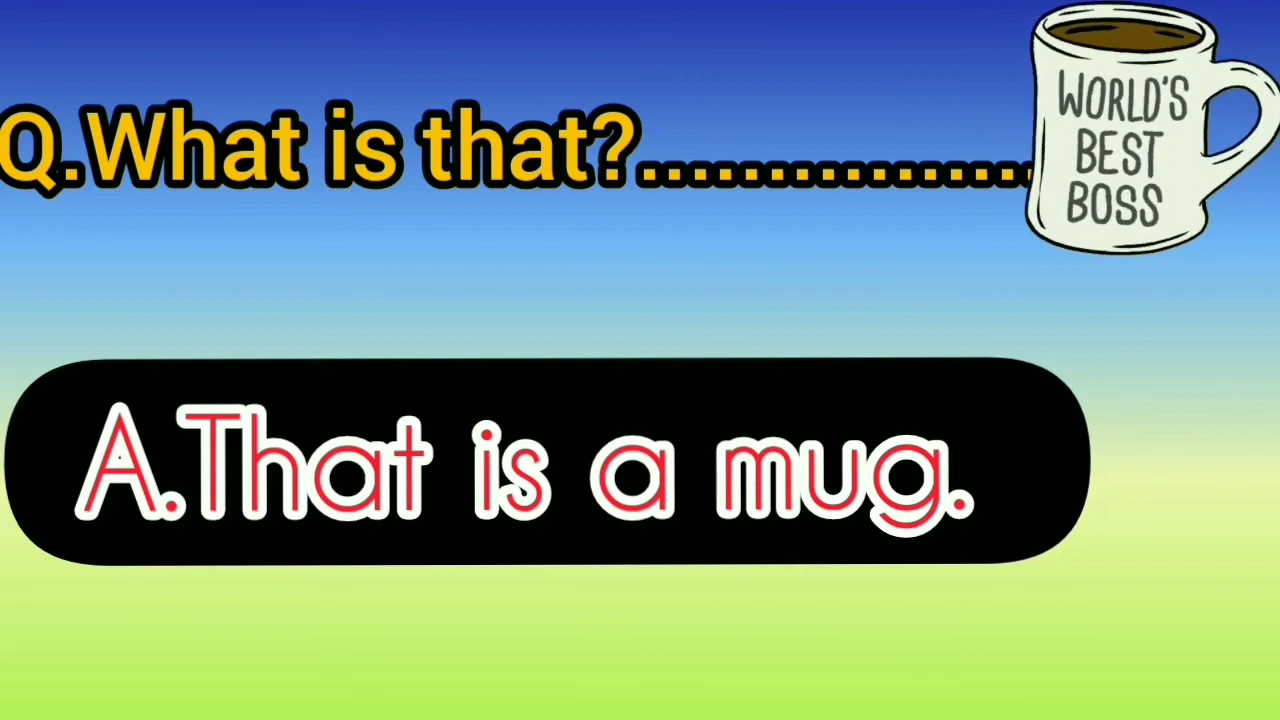 Q.What is that?................
WORLD'S
BEST
BOSS
A.That is a mug.